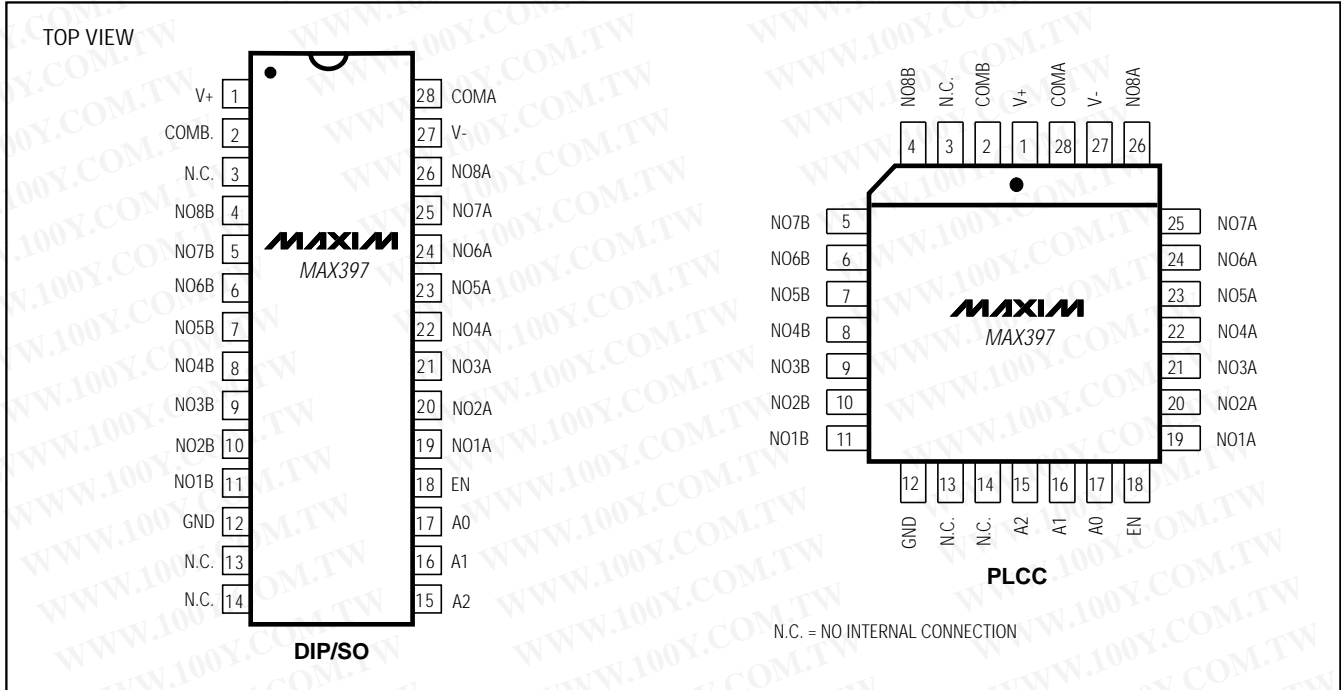 TOP VIEW
V+ 1
COMB. 2
N.C. 3
NO8B 4
NO7B 5
NO6B 6
NO5B 7
NO4B 8
NO3B 9
NO2B 10
NO1B 11
GND 12
N.C. 13
N.C. 14
28 COMA
27 V-
26 NO8A
25 NO7A
24 NO6A
23 NO5A
22 NO4A
21 NO3A
20 NO2A
19 NO1A
18 EN
17 A0
16 A1
15 A2
MAXIM
MAX397
DIP/SO
NO8B N.C. COMB V+ COMA V- NO8A
4 3 2 1 28 27 26
NO7B 5
NO6B 6
NO5B 7
NO4B 8
NO3B 9
NO2B 10
NO1B 11
25 NO7A
24 NO6A
23 NO5A
22 NO4A
21 NO3A
20 NO2A
19 NO1A
MAXIM
MAX397
12 13 14 15 16 17 18
GND N.C. N.C. A2 A1 A0 EN
PLCC
N.C. = NO INTERNAL CONNECTION
WWW.100Y.COM.TW